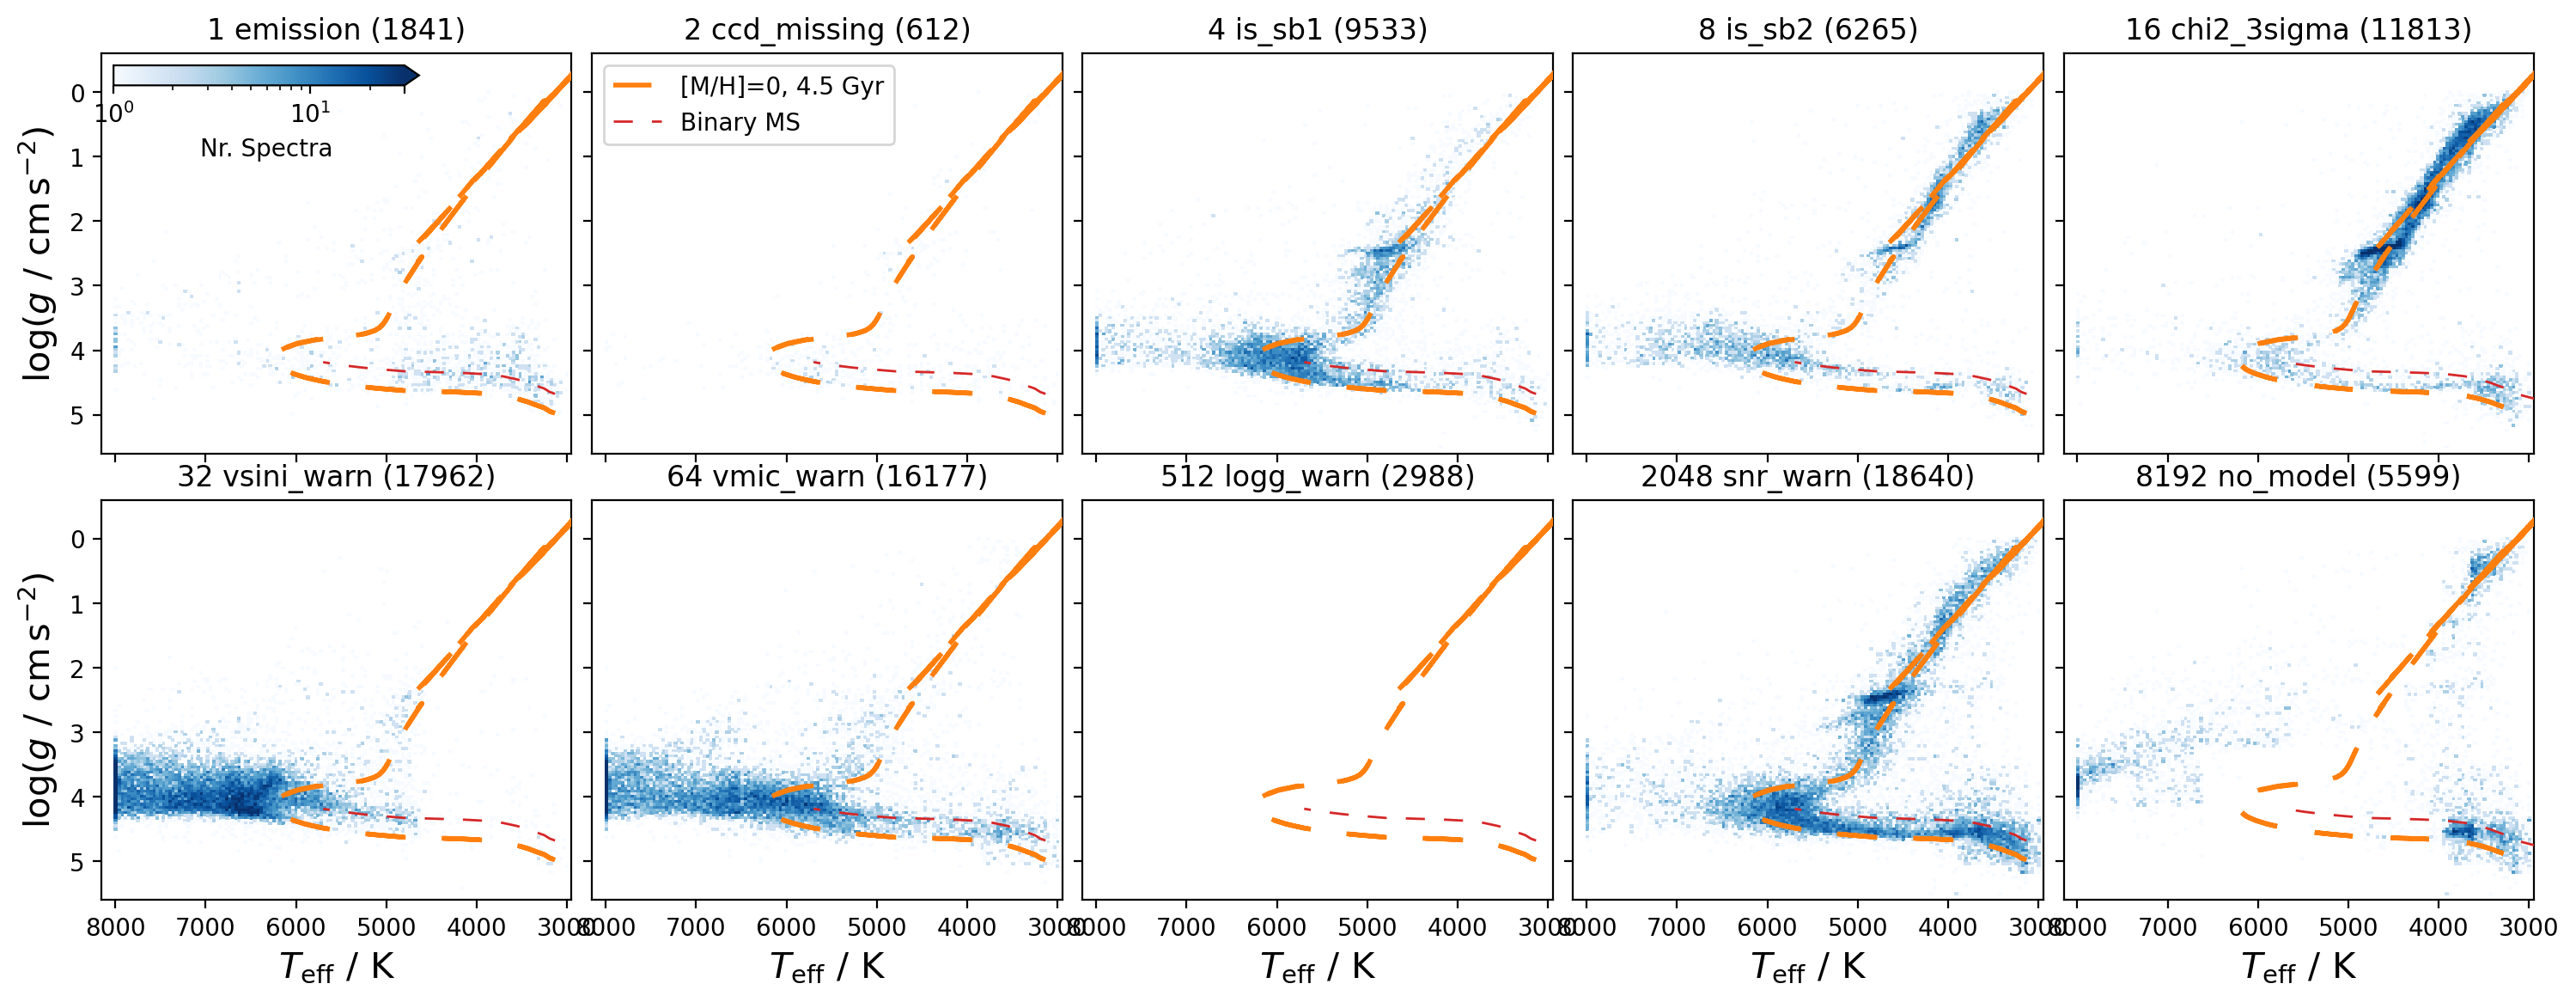 1 emission (1841)
2 ccd_missing (612)
4 is_sb1 (9533)
8 is_sb2 (6265)
16 chi2_3sigma (11813)
10⁰ 10¹
Nr. Spectra
[M/H]=0, 4.5 Gyr
Binary MS
0
1
2
3
4
5
log(g / cm s⁻²)
32 vsini_warn (17962)
64 vmic_warn (16177)
512 logg_warn (2988)
2048 snr_warn (18640)
8192 no_model (5599)
0
1
2
3
4
5
log(g / cm s⁻²)
8000 7000 6000 5000 4000 3000
8000 7000 6000 5000 4000 3000
8000 7000 6000 5000 4000 3000
8000 7000 6000 5000 4000 3000
8000 7000 6000 5000 4000 3000
T_eff / K
T_eff / K
T_eff / K
T_eff / K
T_eff / K